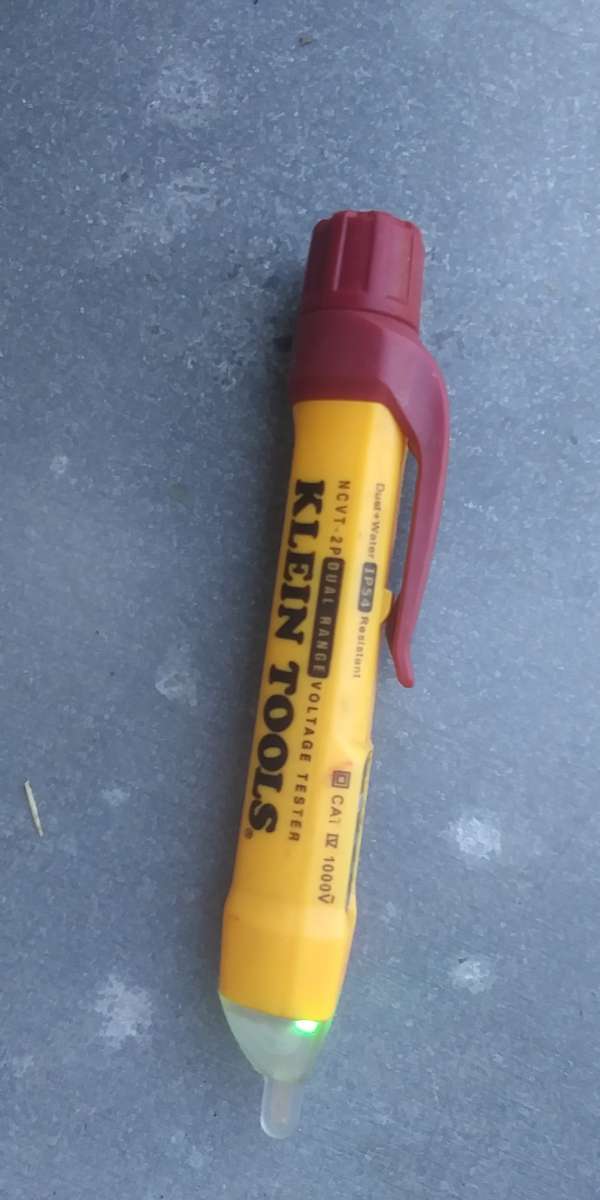 Dust+Water IP54 Resistant
NCVT-2P DUAL RANGE VOLTAGE TESTER
KLEIN TOOLS®
CAT IV 1000V